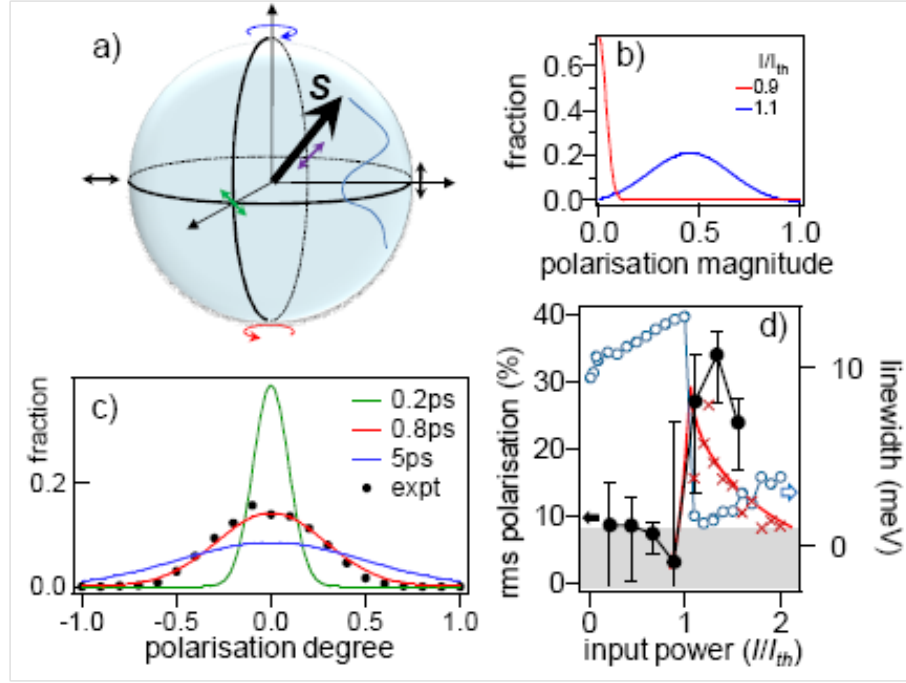 a)
S
b)
fraction
0.6
0.4
0.2
0.0
I/I_th
0.9
1.1
0.0 0.5 1.0
polarisation magnitude
c)
fraction
0.2
0.0
0.2ps
0.8ps
5ps
expt
-1.0 -0.5 0.0 0.5 1.0
polarisation degree
d)
rms polarisation (%)
40
30
20
10
0
10
0
linewidth (meV)
0 1 2
input power (I/I_th)